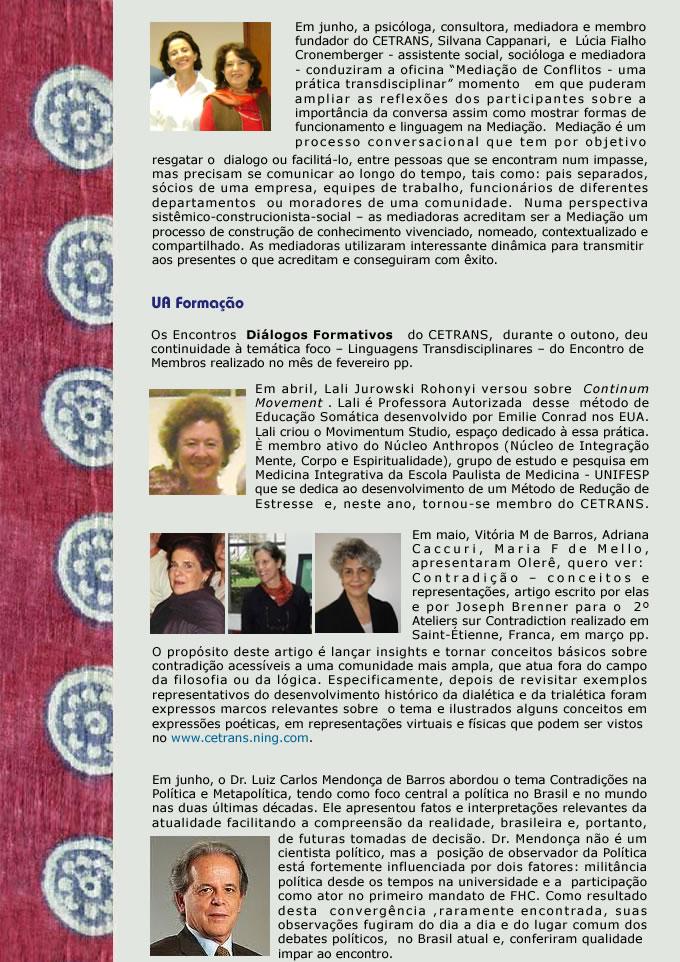 Em junho, a psicóloga, consultora, mediadora e membro
fundador do CETRANS, Silvana Cappanari, e Lúcia Fialho
Cronemberger - assistente social, socióloga e mediadora
- conduziram a oficina “Mediação de Conflitos - uma
prática transdisciplinar” momento em que puderam
ampliar as reflexões dos participantes sobre a
importância da conversa assim como mostrar formas de
funcionamento e linguagem na Mediação. Mediação é um
processo conversacional que tem por objetivo
resgatar o dialogo ou facilitá-lo, entre pessoas que se encontram num impasse,
mas precisam se comunicar ao longo do tempo, tais como: pais separados,
sócios de uma empresa, equipes de trabalho, funcionários de diferentes
departamentos ou moradores de uma comunidade. Numa perspectiva
sistêmico-construcionista-social – as mediadoras acreditam ser a Mediação um
processo de construção de conhecimento vivenciado, nomeado, contextualizado e
compartilhado. As mediadoras utilizaram interessante dinâmica para transmitir
aos presentes o que acreditam e conseguiram com êxito.
UA Formação
Os Encontros Diálogos Formativos do CETRANS, durante o outono, deu
continuidade à temática foco – Linguagens Transdisciplinares – do Encontro de
Membros realizado no mês de fevereiro pp.
Em abril, Lali Jurowski Rohonyi versou sobre Continum
Movement . Lali é Professora Autorizada desse método de
Educação Somática desenvolvido por Emilie Conrad nos EUA.
Lali criou o Movimentum Studio, espaço dedicado à essa prática.
È membro ativo do Núcleo Anthropos (Núcleo de Integração
Mente, Corpo e Espiritualidade), grupo de estudo e pesquisa em
Medicina Integrativa da Escola Paulista de Medicina - UNIFESP
que se dedica ao desenvolvimento de um Método de Redução de
Estresse e, neste ano, tornou-se membro do CETRANS.
Em maio, Vitória M de Barros, Adriana
Caccuri, Maria F de Mello,
apresentaram Olerê, quero ver:
Contradição – conceitos e
representações, artigo escrito por elas
e por Joseph Brenner para o 2º
Ateliers sur Contradiction realizado em
Saint-Étienne, Franca, em março pp.
O propósito deste artigo é lançar insights e tornar conceitos básicos sobre
contradição acessíveis a uma comunidade mais ampla, que atua fora do campo
da filosofia ou da lógica. Especificamente, depois de revisitar exemplos
representativos do desenvolvimento histórico da dialética e da trialética foram
expressos marcos relevantes sobre o tema e ilustrados alguns conceitos em
expressões poéticas, em representações virtuais e físicas que podem ser vistos
no www.cetrans.ning.com.
Em junho, o Dr. Luiz Carlos Mendonça de Barros abordou o tema Contradições na
Política e Metapolítica, tendo como foco central a política no Brasil e no mundo
nas duas últimas décadas. Ele apresentou fatos e interpretações relevantes da
atualidade facilitando a compreensão da realidade, brasileira e, portanto,
de futuras tomadas de decisão. Dr. Mendonça não é um
cientista político, mas a posição de observador da Política
está fortemente influenciada por dois fatores: militância
política desde os tempos na universidade e a participação
como ator no primeiro mandato de FHC. Como resultado
desta convergência ,raramente encontrada, suas
observações fugiram do dia a dia e do lugar comum dos
debates políticos, no Brasil atual e, conferiram qualidade
impar ao encontro.